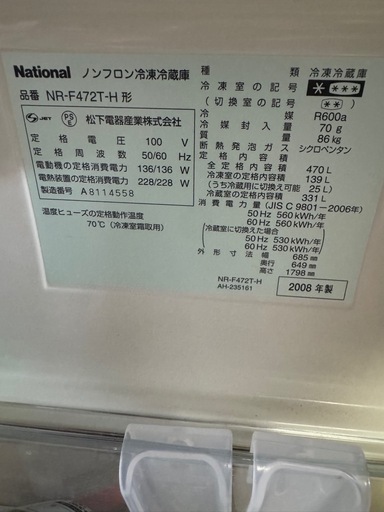 National ノンフロン冷凍冷蔵庫
品番 NR-F472T-H 形
JET PSE 松下電器産業株式会社
定格電圧 100 V
定格周波数 50/60 Hz
電動機の定格消費電力 136/136 W
電熱装置の定格消費電力 228/228 W
製造番号 A8114558
温度ヒューズの定格動作温度
70℃(冷凍室霜取用)
種類 冷凍冷蔵庫
冷凍室の記号 ****
(切換室の記号) (**)
冷媒 R600a
冷媒封入量 70 g
質量 86 kg
断熱発泡ガス シクロペンタン
定格内容積
全定格内容積 470 L
冷凍室の定格内容積 139 L
(うち冷蔵用に切換え可能 25 L)
冷蔵室の定格内容積 331 L
消費電力量(JIS C 9801-2006年)
50 Hz 560 kWh/年
60 Hz 560 kWh/年
(冷蔵室に切換えた場合)
50 Hz 530 kWh/年
60 Hz 530 kWh/年
外形寸法 幅 685 mm
奥行 649 mm
高さ 1798 mm
NR-F472T-H
AH-235161
2008 年製